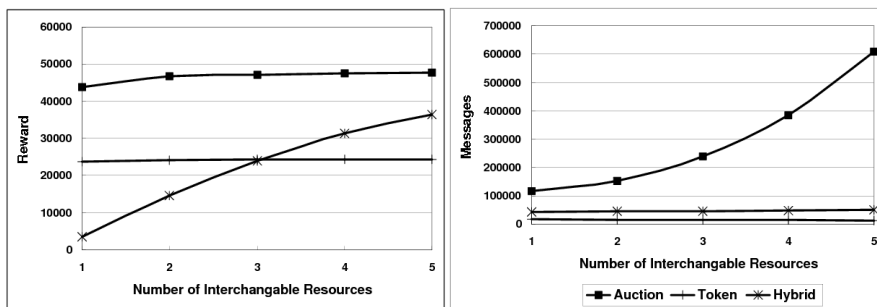 60000
50000
40000
30000
20000
10000
0
Reward
1 2 3 4 5
Number of Interchangable Resources
700000
600000
500000
400000
300000
200000
100000
0
Messages
1 2 3 4 5
Number of Interchangable Resources
Auction Token Hybrid